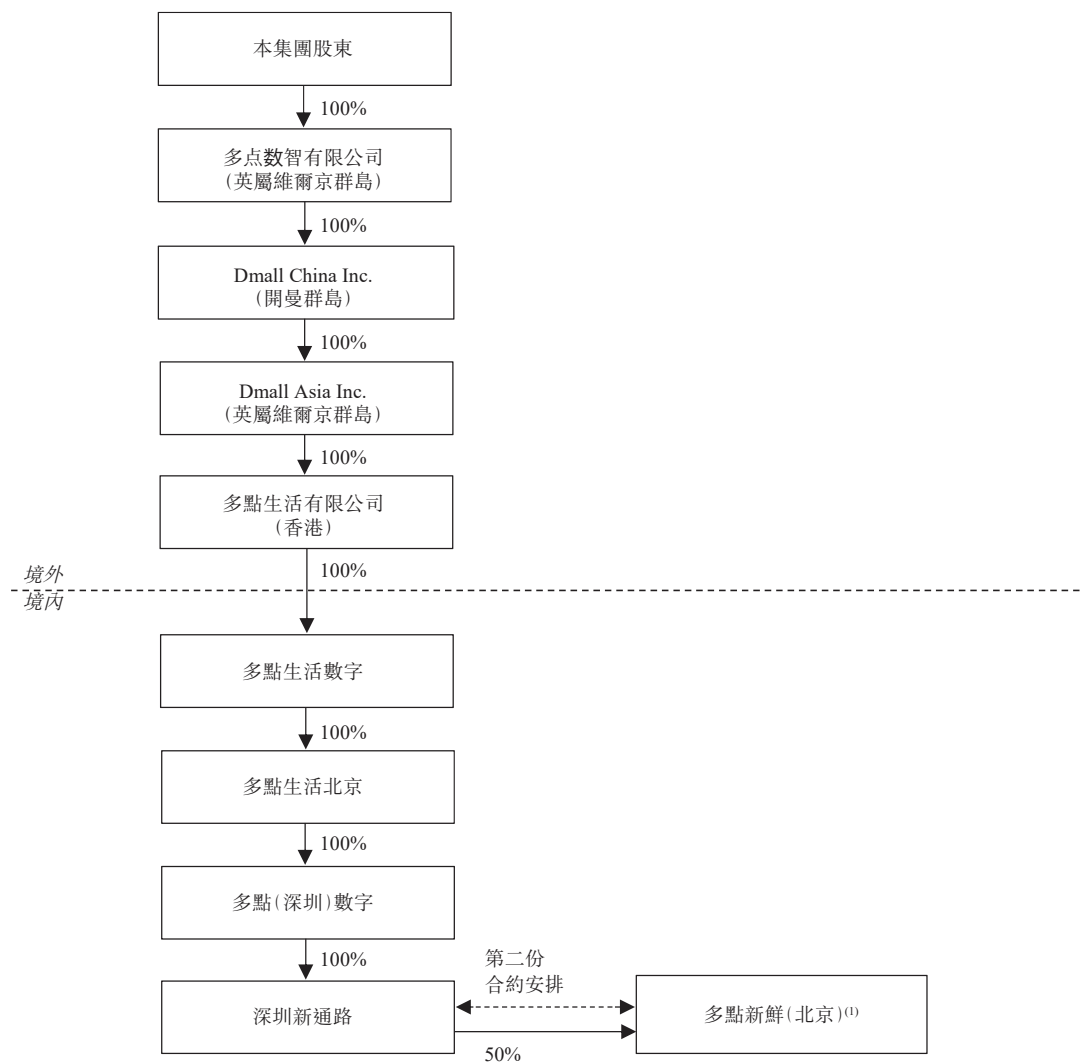 本集團股東
100%
多点数智有限公司
(英屬維爾京群島)
100%
Dmall China Inc.
(開曼群島)
100%
Dmall Asia Inc.
(英屬維爾京群島)
100%
多點生活有限公司
(香港)
100%
境外
境內
多點生活數字
100%
多點生活北京
100%
多點(深圳)數字
100%
第二份
合約安排
深圳新通路
多點新鮮(北京)(1)
50%